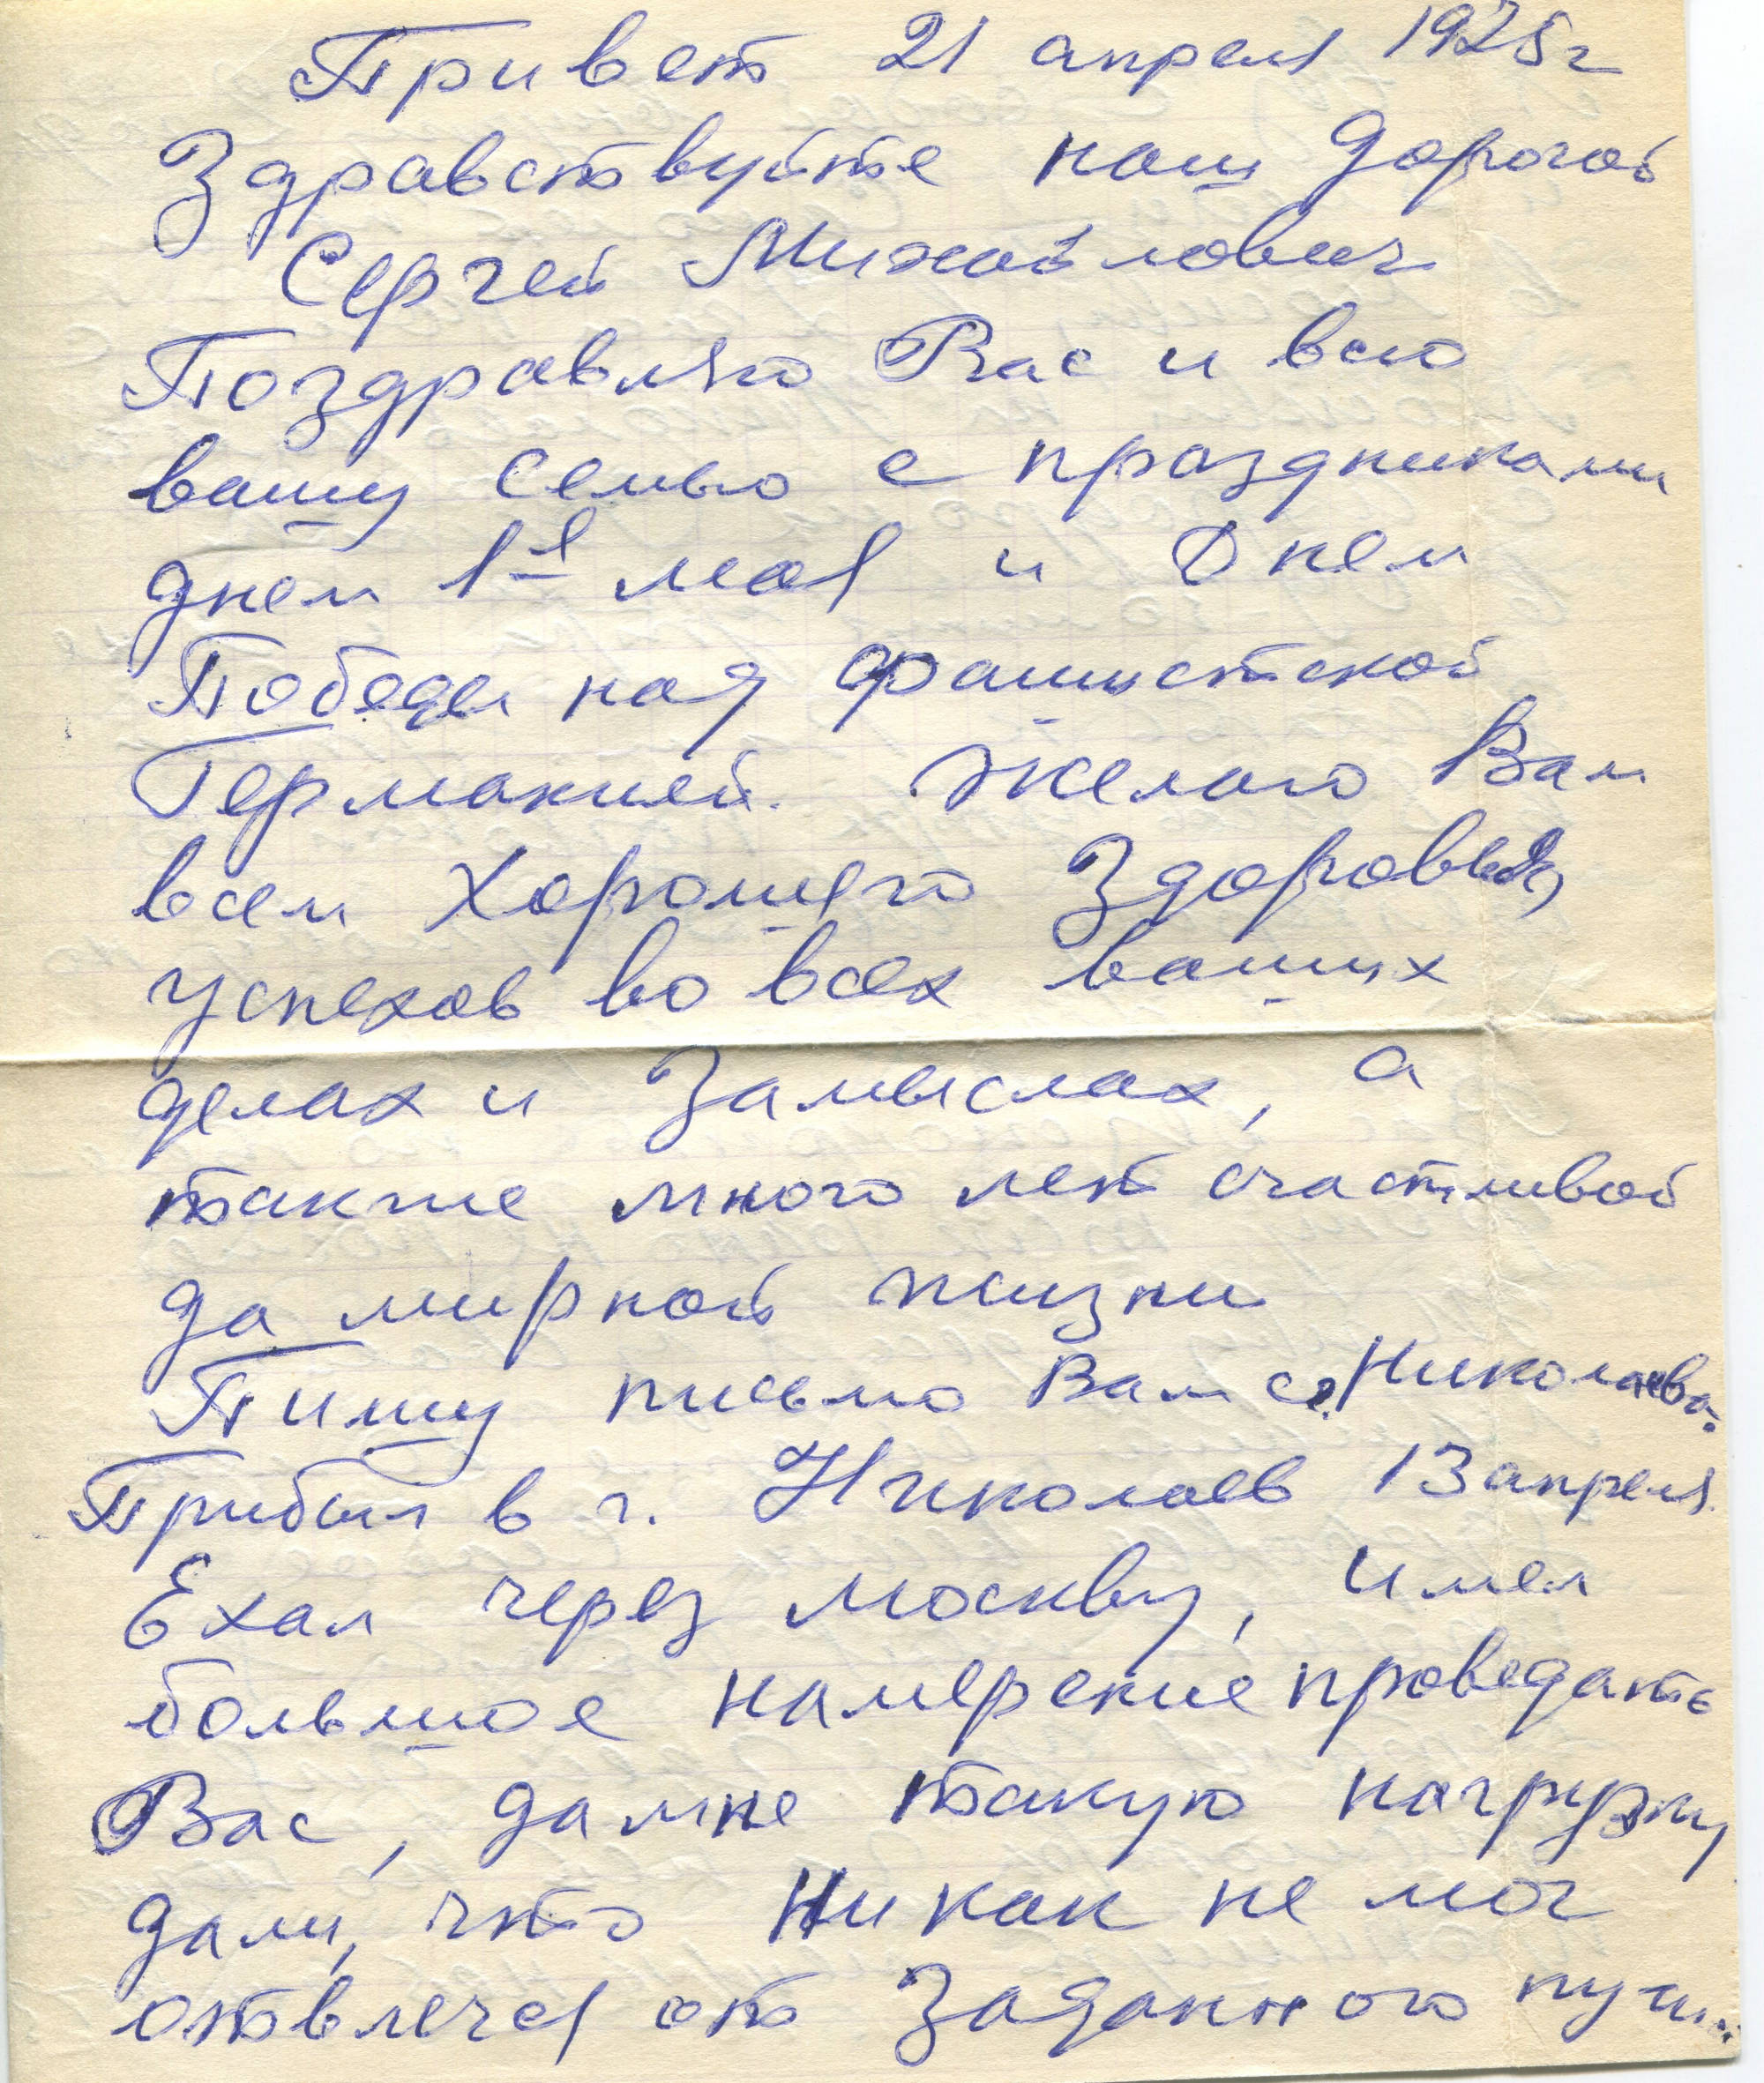 Привет 21 апреля 1975г
Здравствуйте наш дорогой
Сергей Михайлович
Поздравляю Вас и всю
вашу семью с праздниками
днем 1е мая и Днем
Победы над фашистской
Германией. Желаю Вам
всем Хорошего Здоровья,
успехов во всех ваших
делах и Замыслах, а
также много лет счастливой
да мирной жизни
Пишу письмо Вам с г. Николаева.
Прибыл в г. Николаев 13 апреля.
Ехал через Москву, имел
большое намерение проведать
Вас, да мне такую нагрузку
дали, что Никак не мог
отвлечся от Заданного пути..